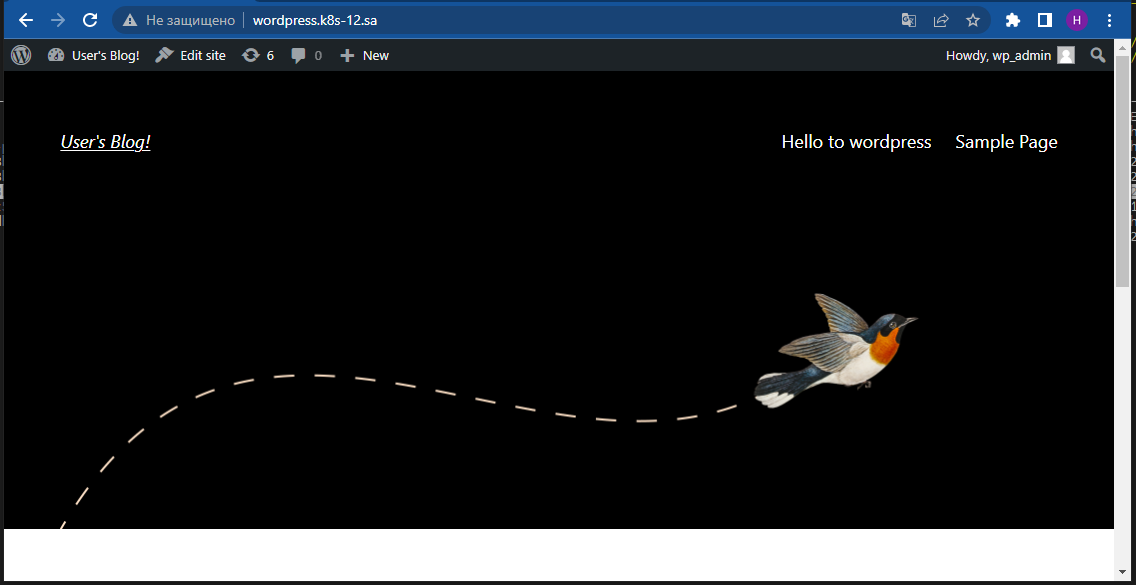 Не защищено wordpress.k8s-12.sa H
User's Blog! Edit site 6 0 New Howdy, wp_admin
User's Blog! Hello to wordpress Sample Page